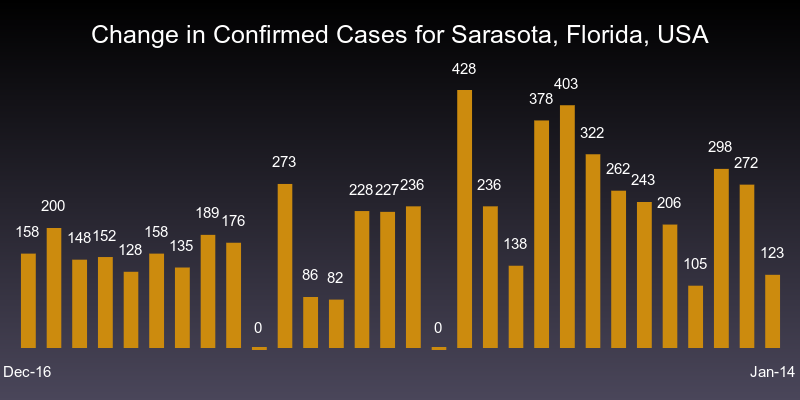 Change in Confirmed Cases for Sarasota, Florida, USA
158 200 148 152 128 158 135 189 176 0 273 86 82 228 227 236 0 428 236 138 378 403 322 262 243 206 105 298 272 123
Dec-16 Jan-14